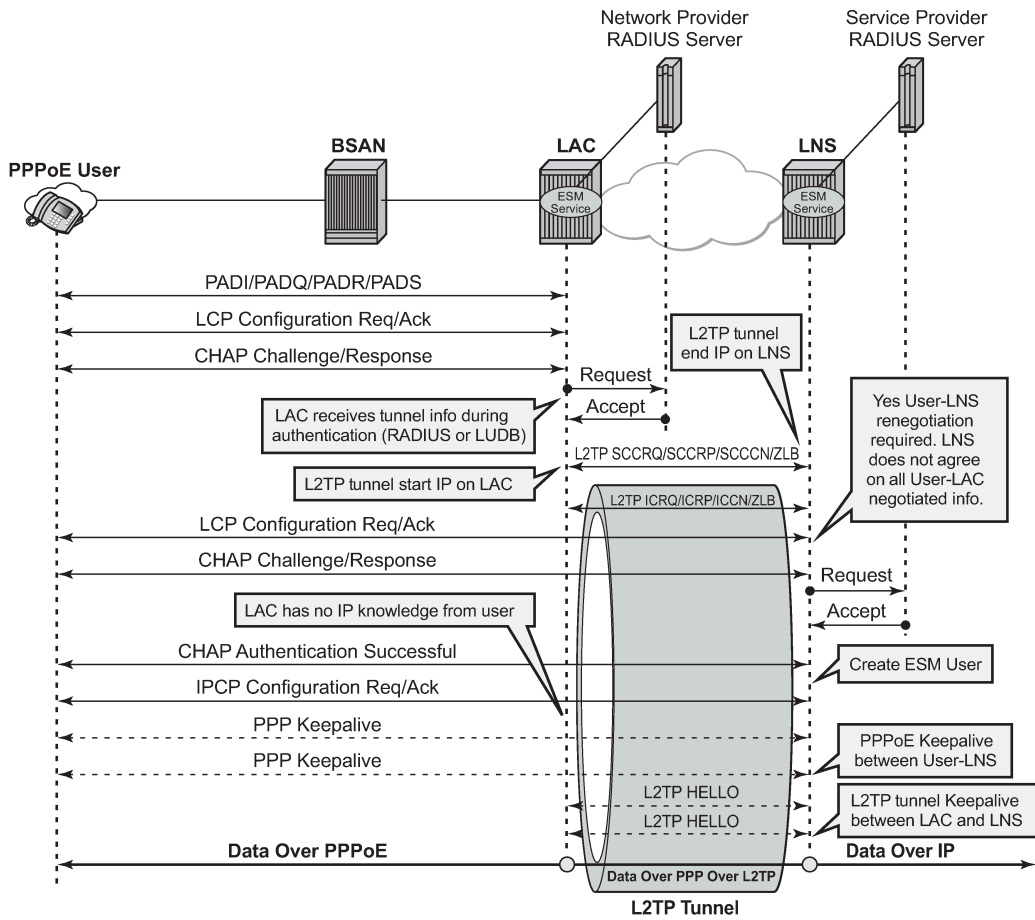 Network Provider
RADIUS Server
Service Provider
RADIUS Server
BSAN
LAC
LNS
PPPoE User
ESM
Service
ESM
Service
PADI/PADQ/PADR/PADS
LCP Configuration Req/Ack
L2TP tunnel
end IP on LNS
CHAP Challenge/Response
Request
Accept
LAC receives tunnel info during
authentication (RADIUS or LUDB)
Yes User-LNS
renegotiation
required. LNS
does not agree
on all User-LAC
negotiated info.
L2TP SCCRQ/SCCRP/SCCCN/ZLB
L2TP tunnel start IP on LAC
L2TP ICRQ/ICRP/ICCN/ZLB
LCP Configuration Req/Ack
CHAP Challenge/Response
Request
LAC has no IP knowledge from user
Accept
CHAP Authentication Successful
Create ESM User
IPCP Configuration Req/Ack
PPP Keepalive
PPPoE Keepalive
between User-LNS
PPP Keepalive
L2TP HELLO
L2TP tunnel Keepalive
between LAC and LNS
L2TP HELLO
Data Over PPPoE
Data Over IP
Data Over PPP Over L2TP
L2TP Tunnel